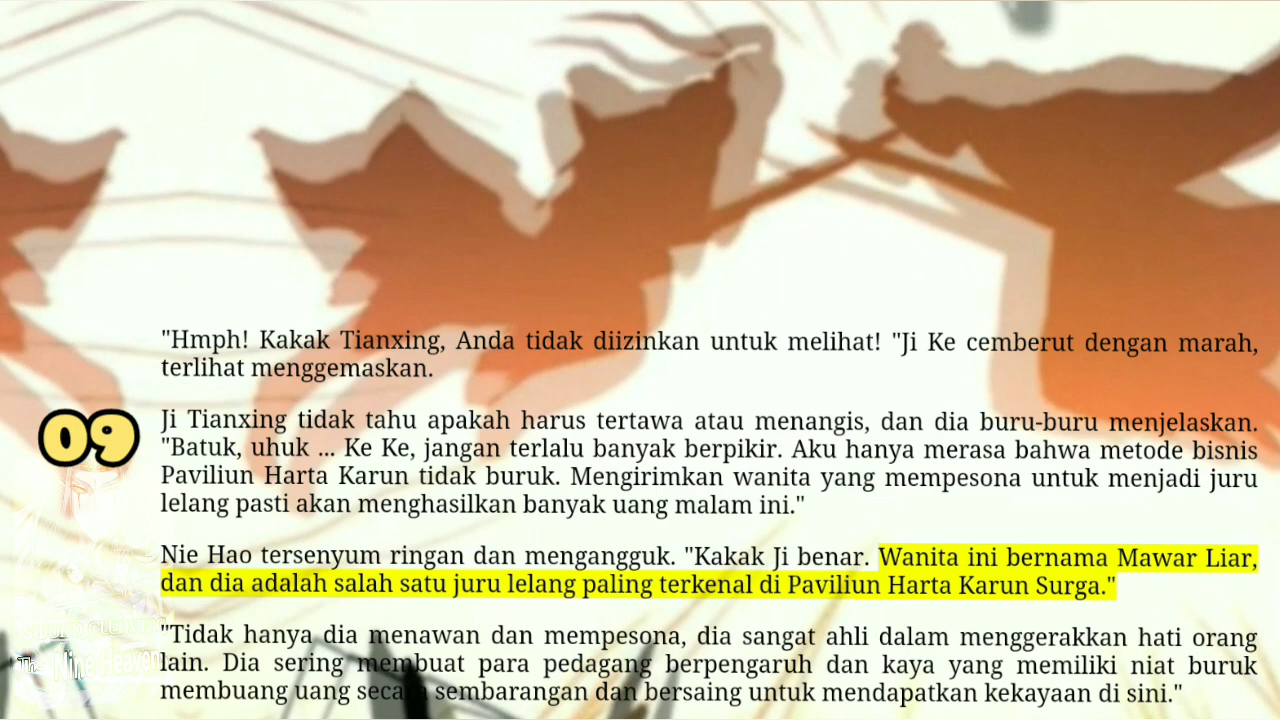 "Hmph! Kakak Tianxing, Anda tidak diizinkan untuk melihat! "Ji Ke cemberut dengan marah,
terlihat menggemaskan.
09
Ji Tianxing tidak tahu apakah harus tertawa atau menangis, dan dia buru-buru menjelaskan.
"Batuk, uhuk ... Ke Ke, jangan terlalu banyak berpikir. Aku hanya merasa bahwa metode bisnis
Paviliun Harta Karun tidak buruk. Mengirimkan wanita yang mempesona untuk menjadi juru
lelang pasti akan menghasilkan banyak uang malam ini."
Nie Hao tersenyum ringan dan mengangguk. "Kakak Ji benar. Wanita ini bernama Mawar Liar,
dan dia adalah salah satu juru lelang paling terkenal di Paviliun Harta Karun Surga."
"Tidak hanya dia menawan dan mempesona, dia sangat ahli dalam menggerakkan hati orang
lain. Dia sering membuat para pedagang berpengaruh dan kaya yang memiliki niat buruk
membuang uang secara sembarangan dan bersaing untuk mendapatkan kekayaan di sini."
The Nine Heaven